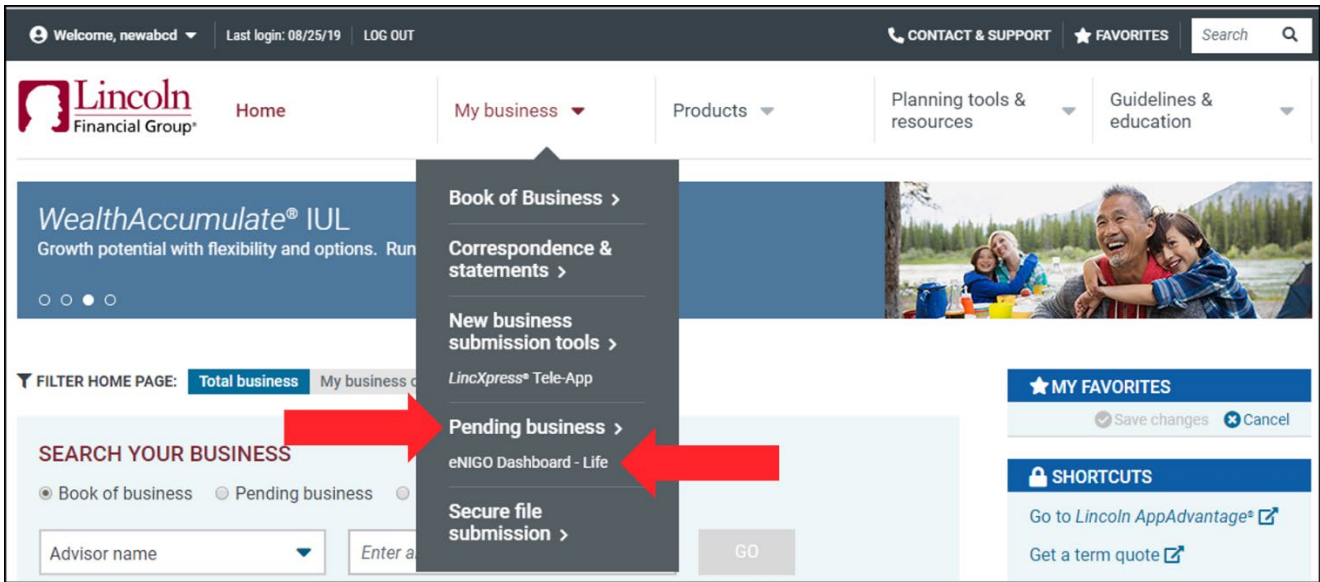 Welcome, newabcd
Last login: 08/25/19
LOG OUT
CONTACT & SUPPORT
FAVORITES
Search
Lincoln
Financial Group®
Home
My business
Products
Planning tools &
resources
Guidelines &
education
Book of Business >
Correspondence &
statements >
New business
submission tools >
LincXpress® Tele-App
Pending business >
eNIGO Dashboard - Life
Secure file
submission >
WealthAccumulate® IUL
Growth potential with flexibility and options. Run
FILTER HOME PAGE:
Total business
My business
SEARCH YOUR BUSINESS
Book of business
Pending business
Advisor name
Enter
GO
MY FAVORITES
Save changes
Cancel
SHORTCUTS
Go to Lincoln AppAdvantage®
Get a term quote